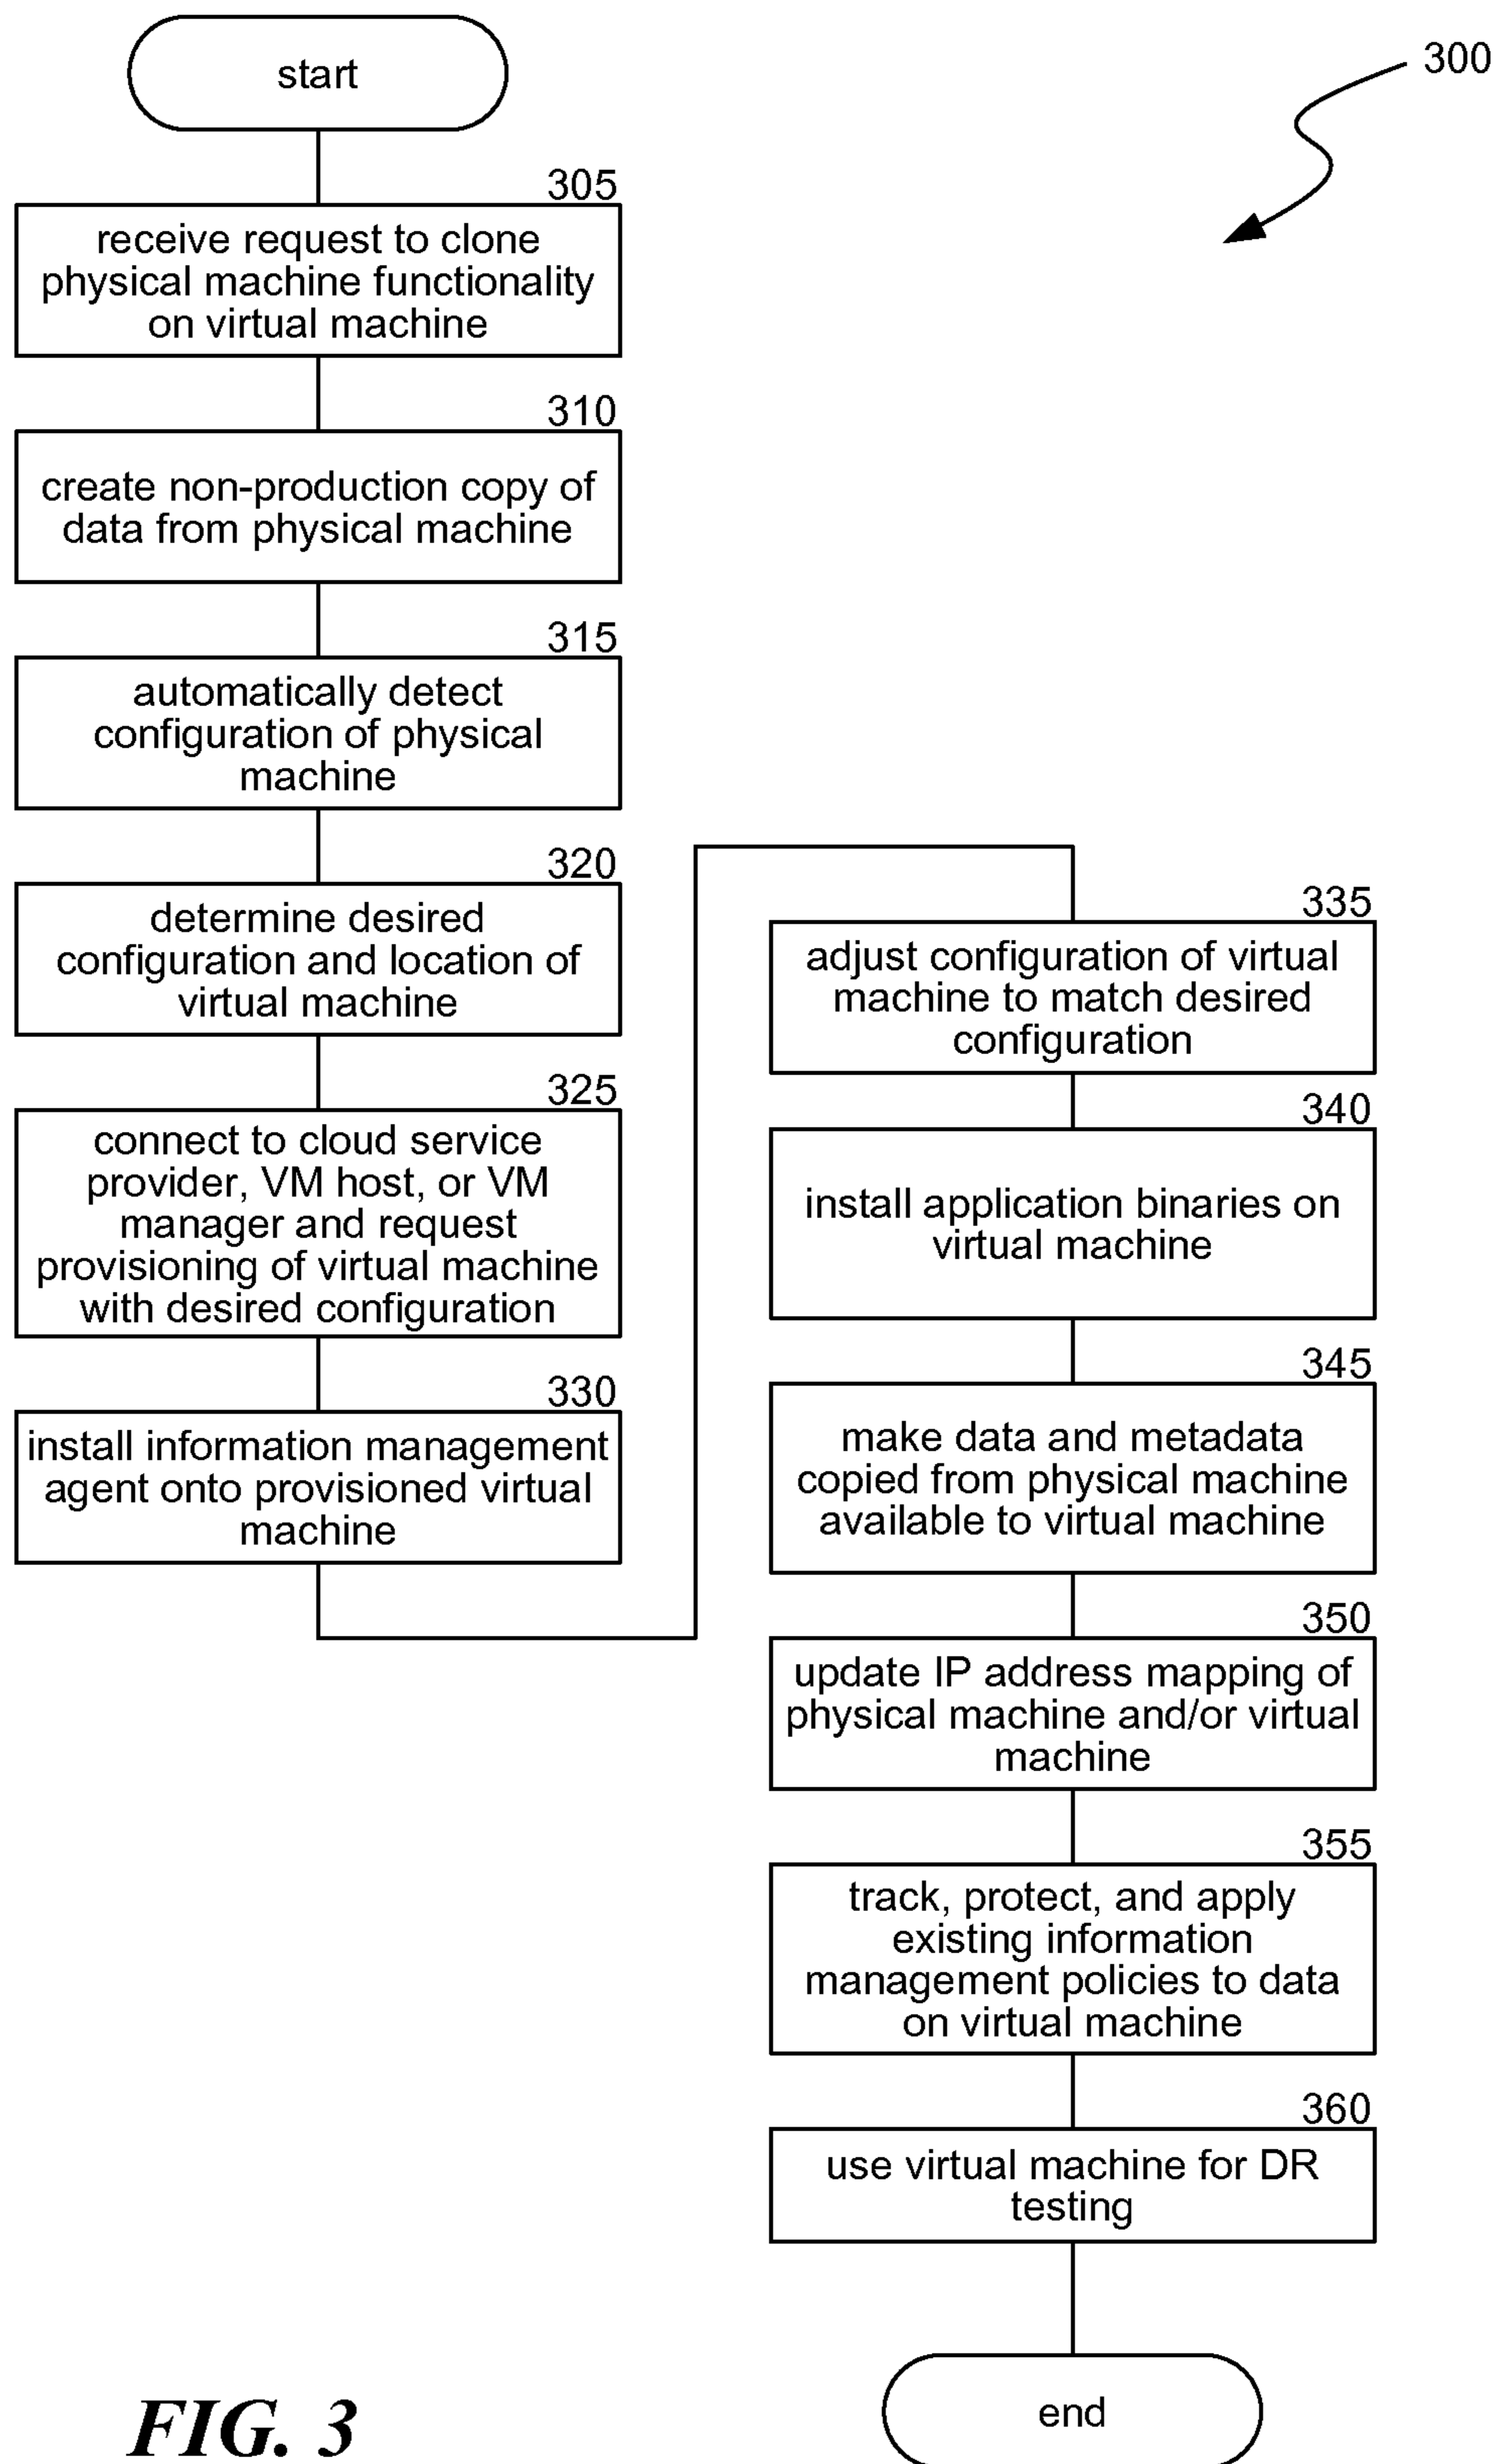 start
300
305
receive request to clone
physical machine functionality
on virtual machine
310
create non-production copy of
data from physical machine
315
automatically detect
configuration of physical
machine
320
determine desired
configuration and location of
virtual machine
325
connect to cloud service
provider, VM host, or VM
manager and request
provisioning of virtual machine
with desired configuration
330
install information management
agent onto provisioned virtual
machine
335
adjust configuration of virtual
machine to match desired
configuration
340
install application binaries on
virtual machine
345
make data and metadata
copied from physical machine
available to virtual machine
350
update IP address mapping of
physical machine and/or virtual
machine
355
track, protect, and apply
existing information
management policies to data
on virtual machine
360
use virtual machine for DR
testing
end
FIG. 3